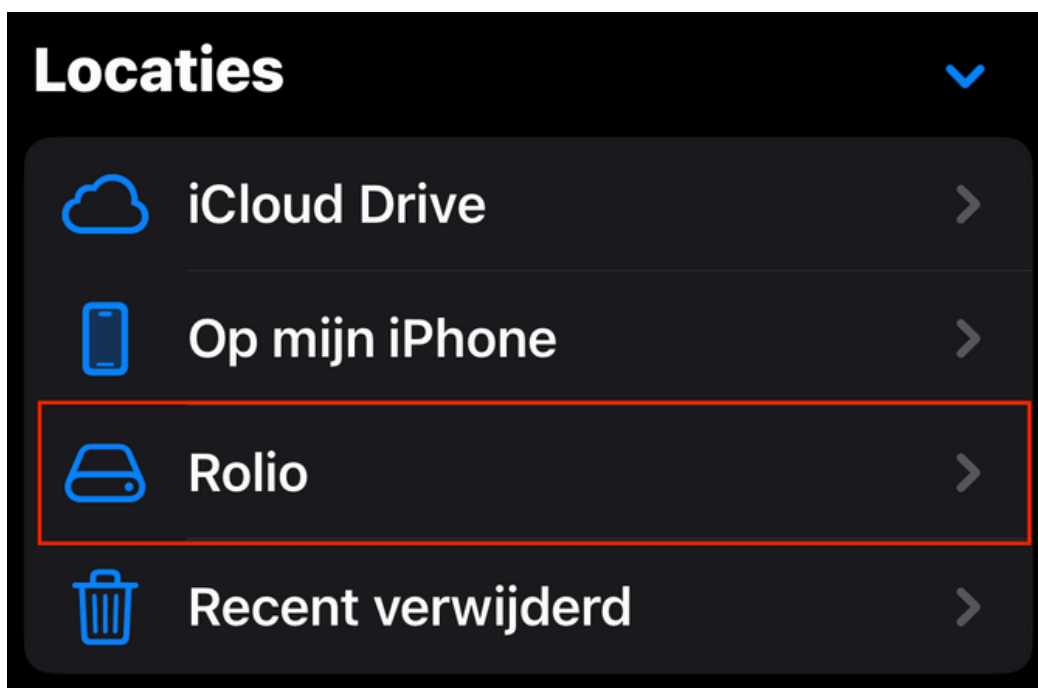 Locaties
iCloud Drive
Op mijn iPhone
Rolio
Recent verwijderd